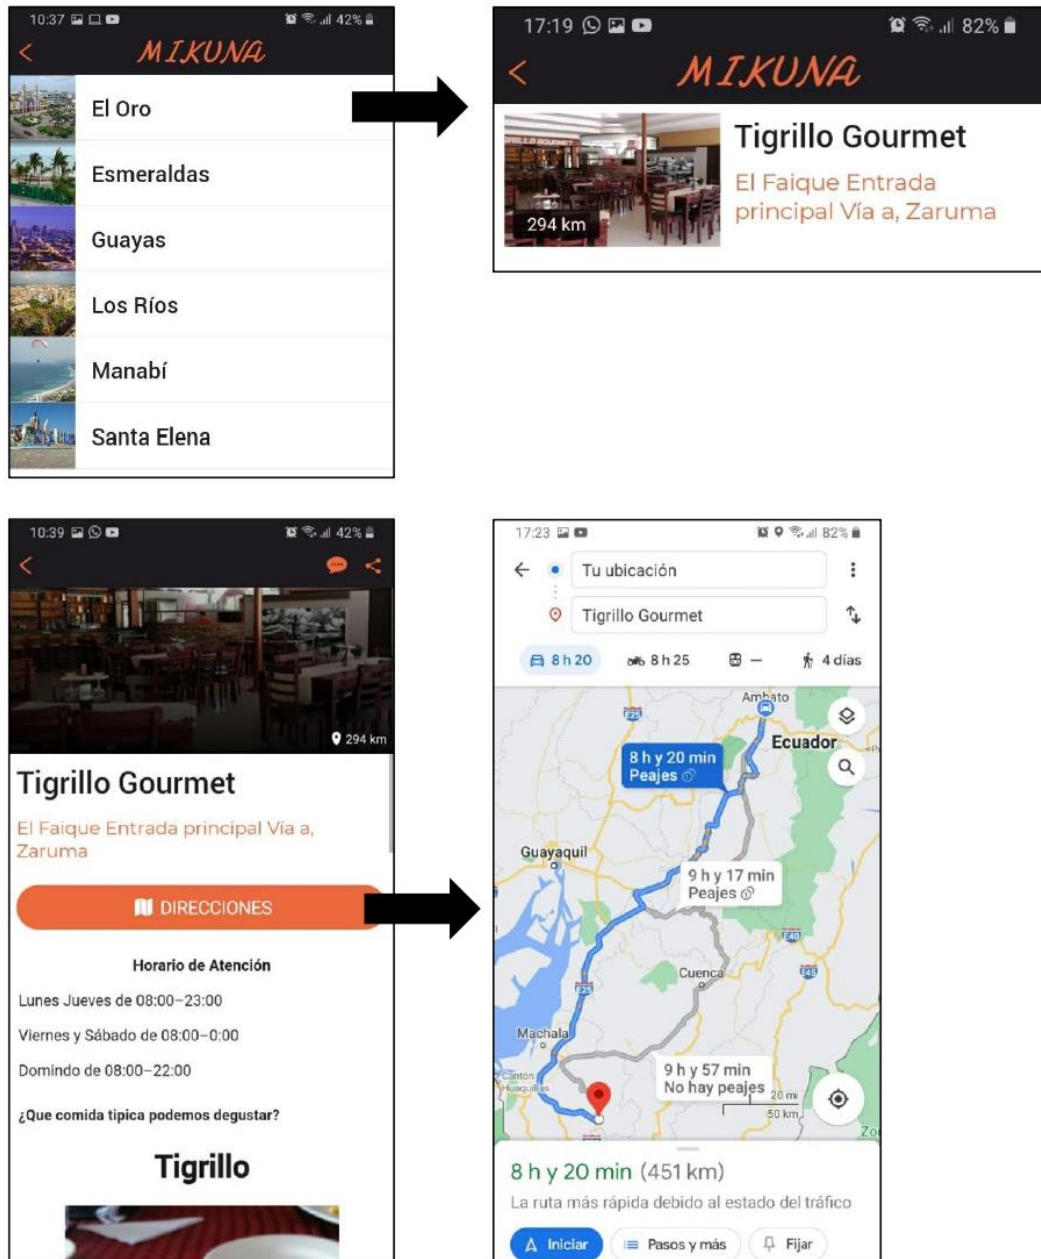 10:37 42%
MIKUNA
El Oro
Esmeraldas
Guayas
Los Ríos
Manabí
Santa Elena
17:19 82%
MIKUNA
Tigrillo Gourmet
El Faique Entrada
principal Vía a, Zaruma
294 km
10:39 42%
294 km
Tigrillo Gourmet
El Faique Entrada principal Vía a,
Zaruma
DIRECCIONES
Horario de Atención
Lunes Jueves de 08:00–23:00
Viernes y Sábado de 08:00–0:00
Domindo de 08:00–22:00
¿Que comida tipica podemos degustar?
Tigrillo
17:23 82%
Tu ubicación
Tigrillo Gourmet
8 h 20 8 h 25 — 4 días
Ambato
E25
Ecuador
8 h y 20 min
Peajes
Guayaquil
9 h y 17 min
Peajes
E40
Cuenca
E45
E25
Machala
Cantón
Huaquillas
9 h y 57 min
No hay peajes
20 mi
50 km
8 h y 20 min (451 km)
La ruta más rápida debido al estado del tráfico
Iniciar Pasos y más Fijar